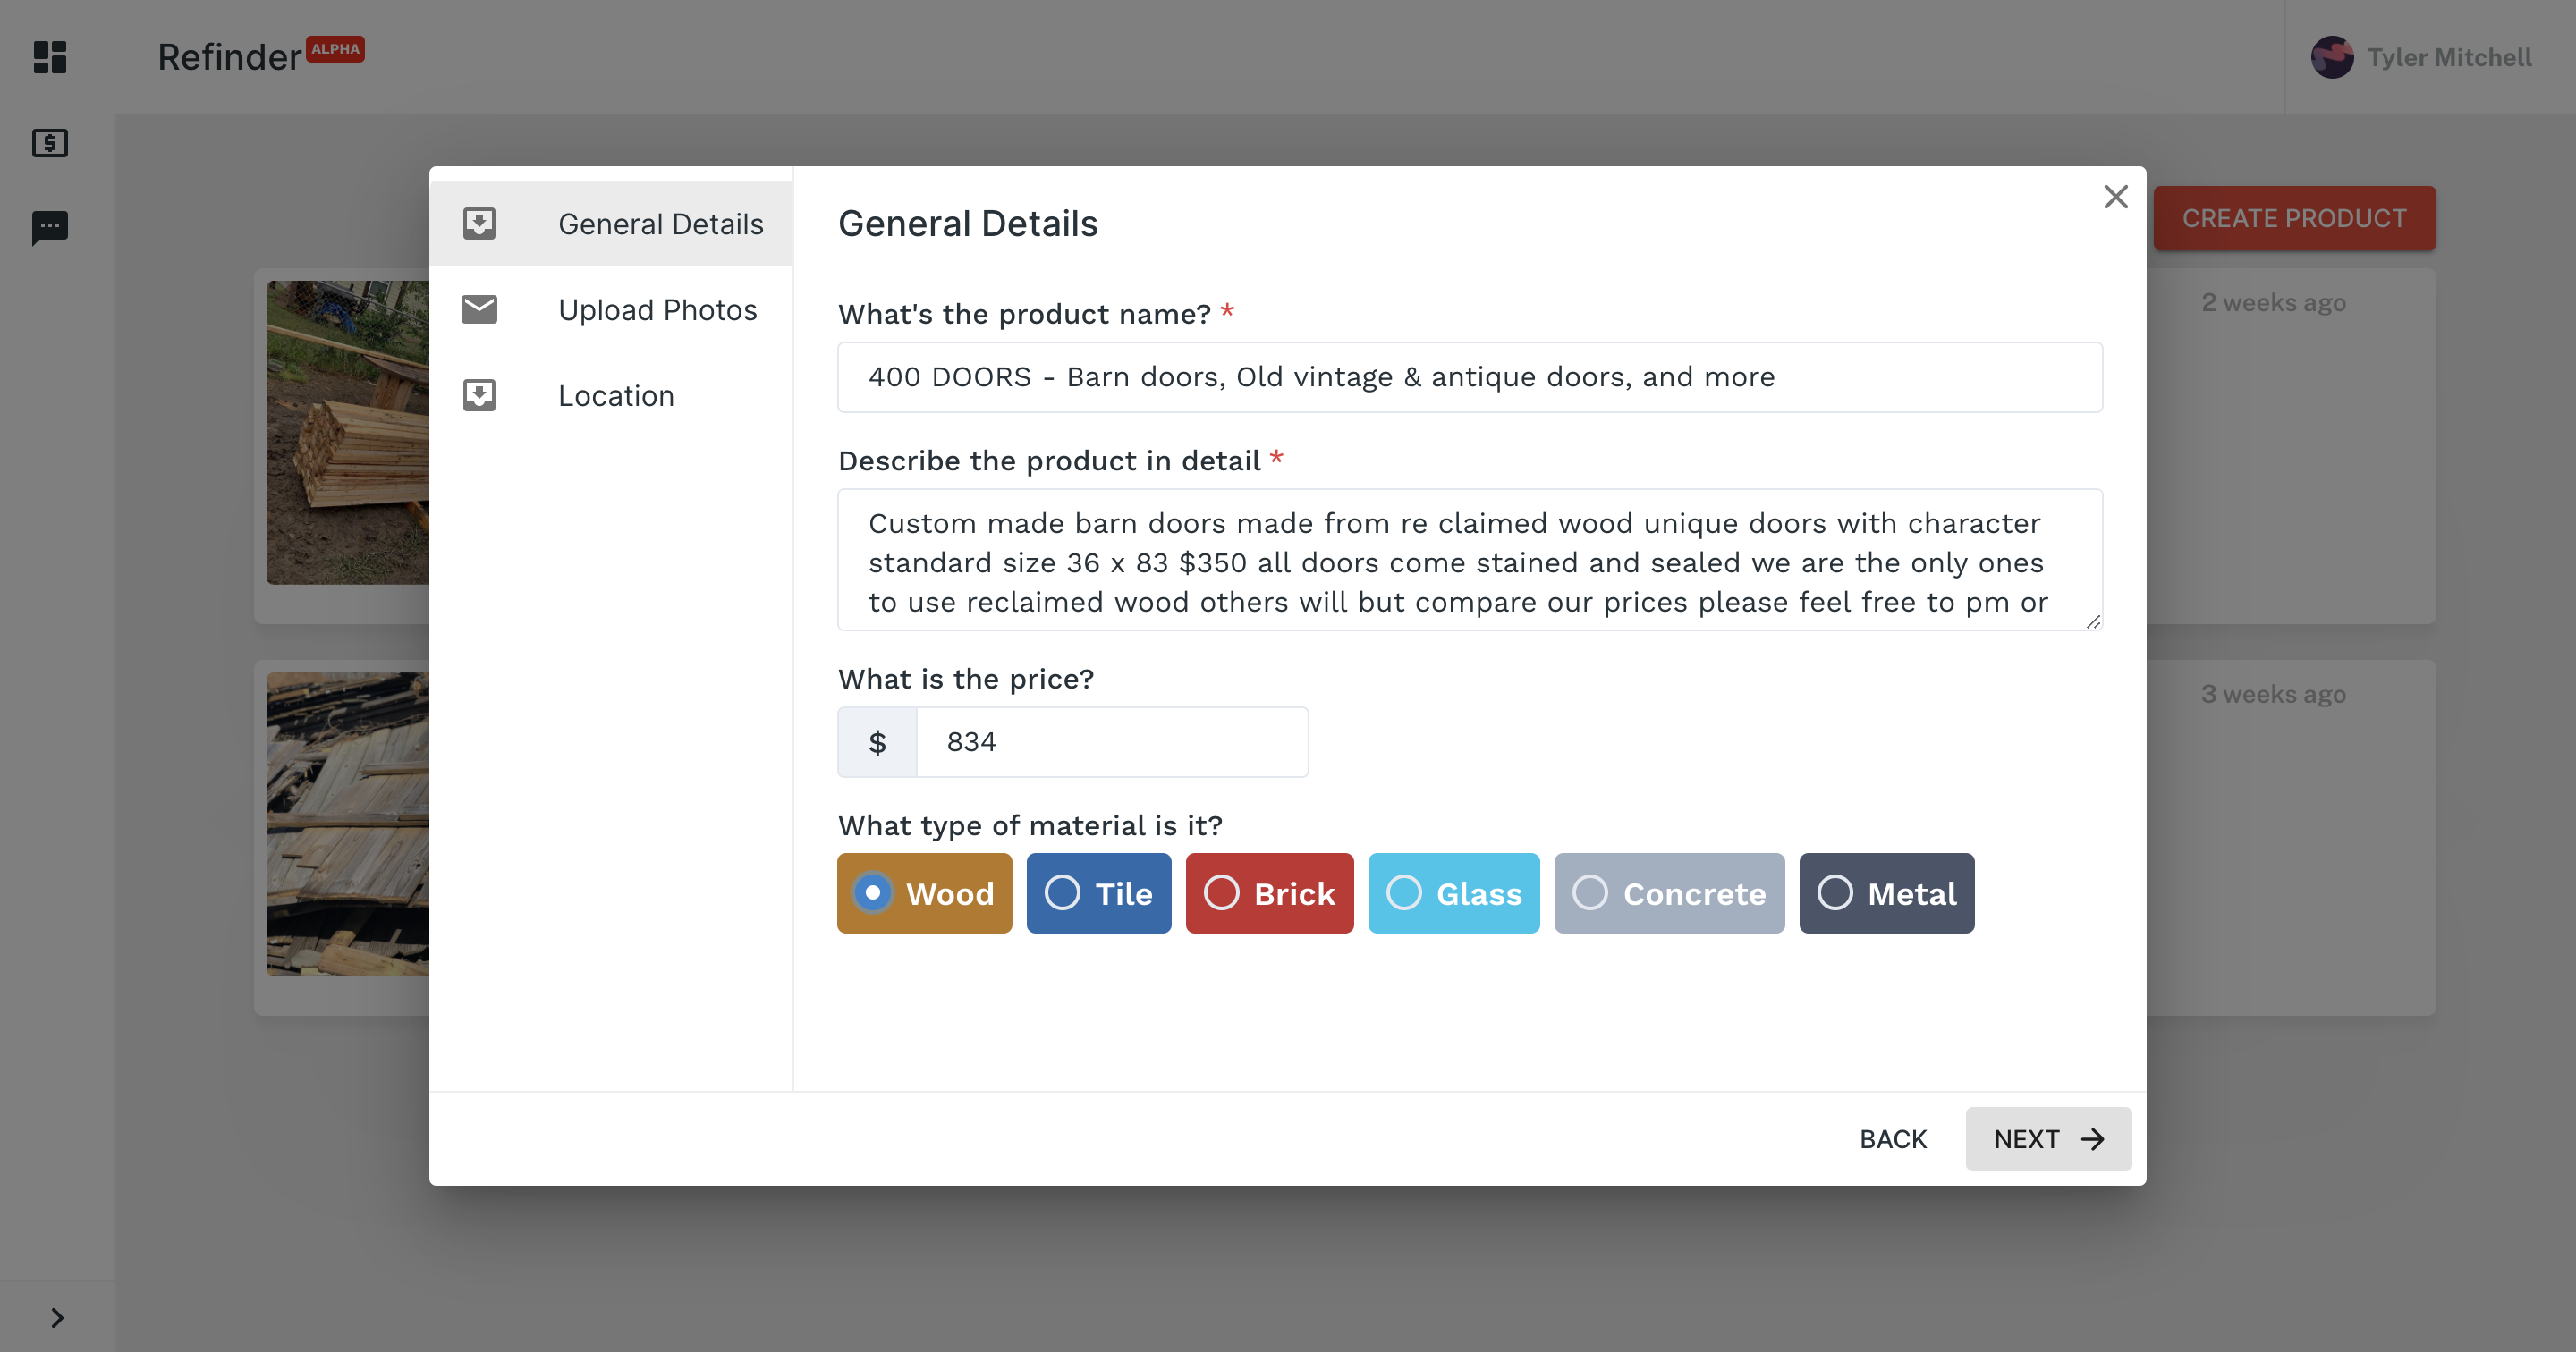 Refinder ALPHA
Tyler Mitchell
CREATE PRODUCT
2 weeks ago
3 weeks ago
General Details
Upload Photos
Location
General Details
What's the product name? *
400 DOORS - Barn doors, Old vintage & antique doors, and more
Describe the product in detail *
Custom made barn doors made from re claimed wood unique doors with character
standard size 36 x 83 $350 all doors come stained and sealed we are the only ones
to use reclaimed wood others will but compare our prices please feel free to pm or
What is the price?
$ 834
What type of material is it?
Wood Tile Brick Glass Concrete Metal
BACK NEXT